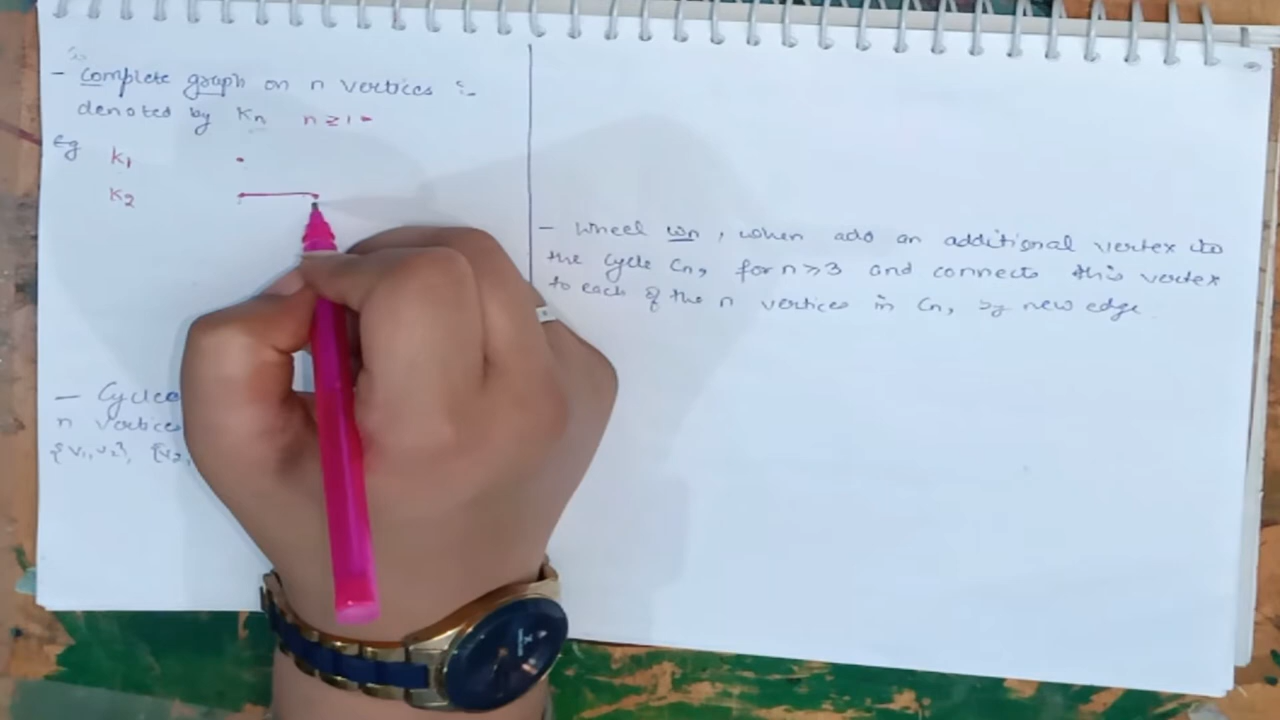 - Complete graph on n vertices :-
denoted by Kn n ≥ 1 -
Eg K1
K2
- Cycle
n vertice
{v1,v2}, {v2,
- Wheel wn , when add an additional vertex to
the cycle Cn, for n ≥ 3 and connects this vertex
to each of the n vertices in Cn, by new edge